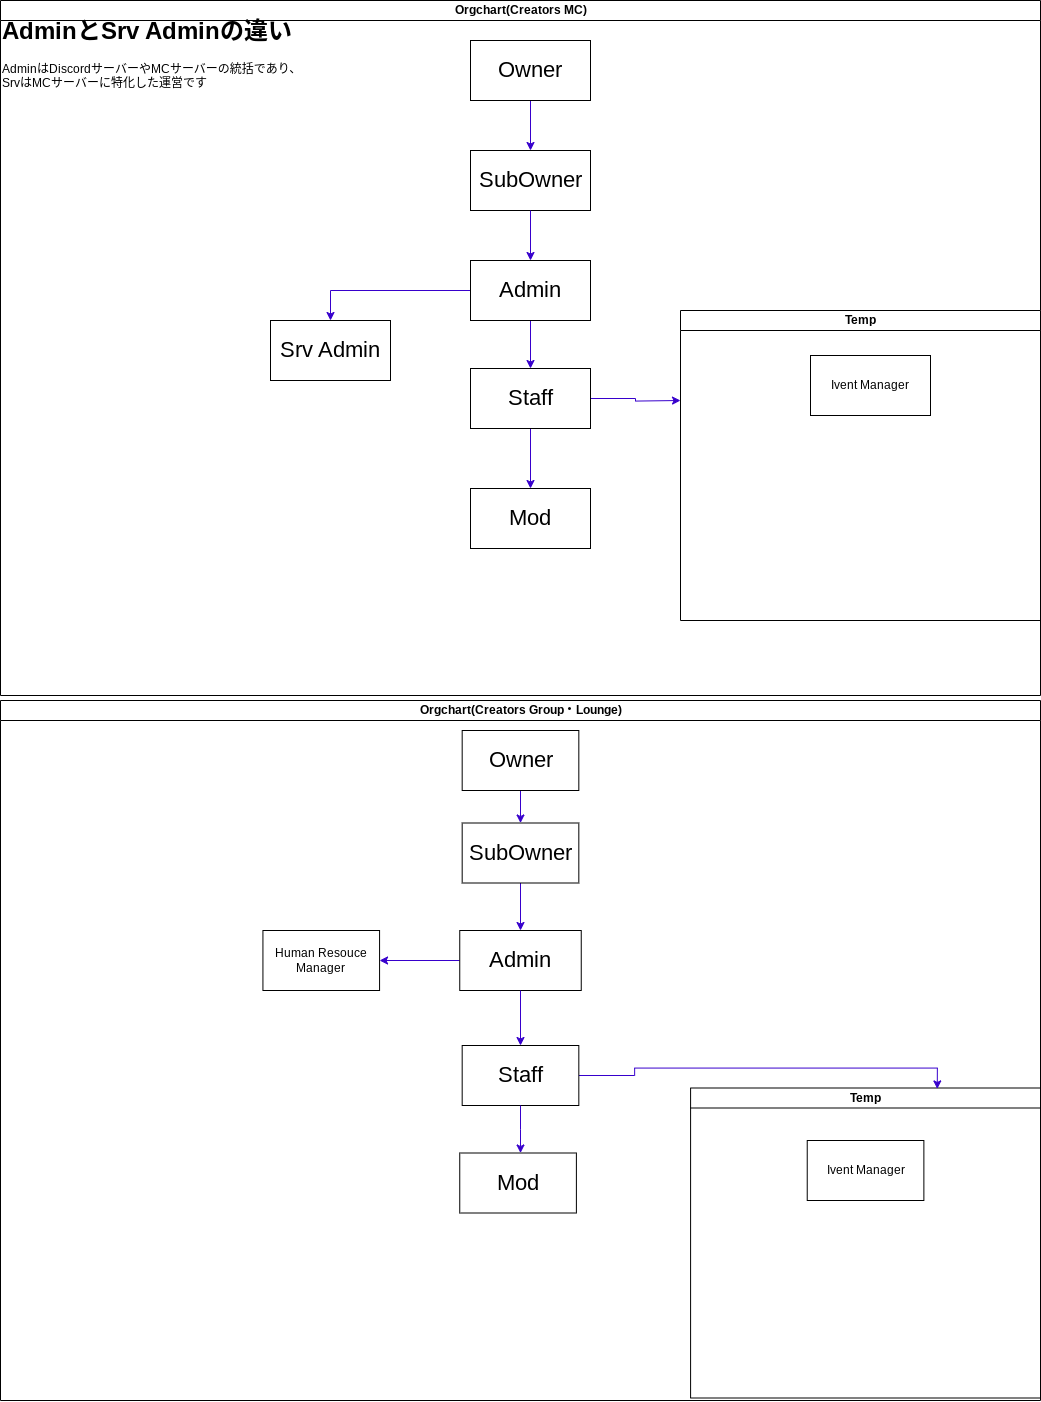 Orgchart(Creators MC)
AdminとSrv Adminの違い
AdminはDiscordサーバーやMCサーバーの統括であり、
SrvはMCサーバーに特化した運営です
Owner
SubOwner
Admin
Srv Admin
Temp
Ivent Manager
Staff
Mod
Orgchart(Creators Group・Lounge)
Owner
SubOwner
Human Resouce
Manager
Admin
Staff
Temp
Ivent Manager
Mod